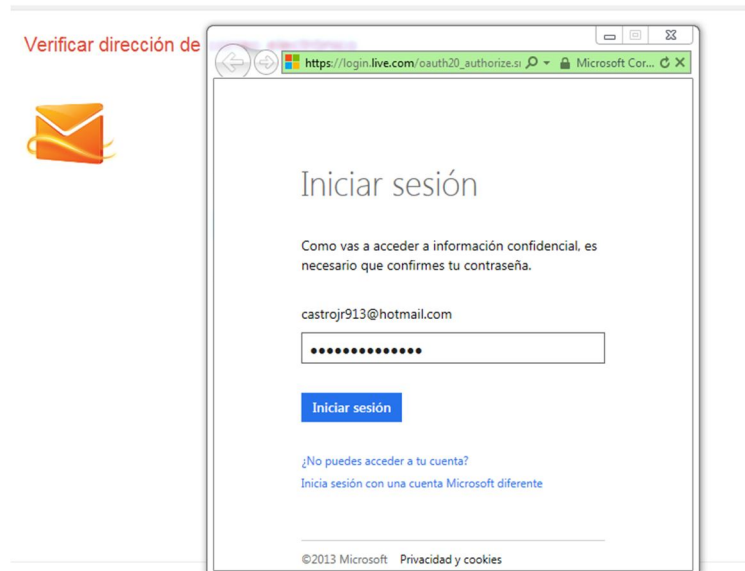 Verificar dirección de
https://login.live.com/oauth20_authorize.sr
Microsoft Cor...
Iniciar sesión
Como vas a acceder a información confidencial, es
necesario que confirmes tu contraseña.
castrojr913@hotmail.com
••••••••••••••
Iniciar sesión
¿No puedes acceder a tu cuenta?
Inicia sesión con una cuenta Microsoft diferente
©2013 Microsoft Privacidad y cookies